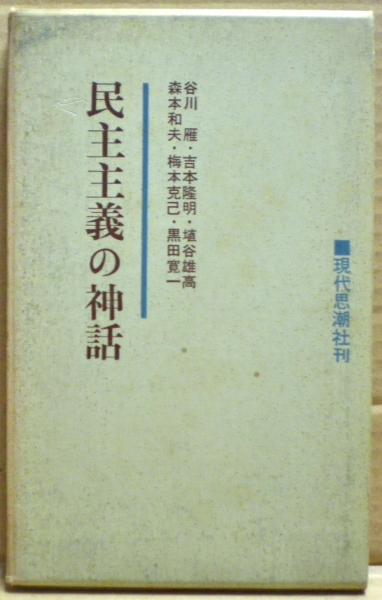 谷川　雁・吉本隆明・埴谷雄高
森本和夫・梅本克己・黒田寛一
民主主義の神話
■現代思潮社刊